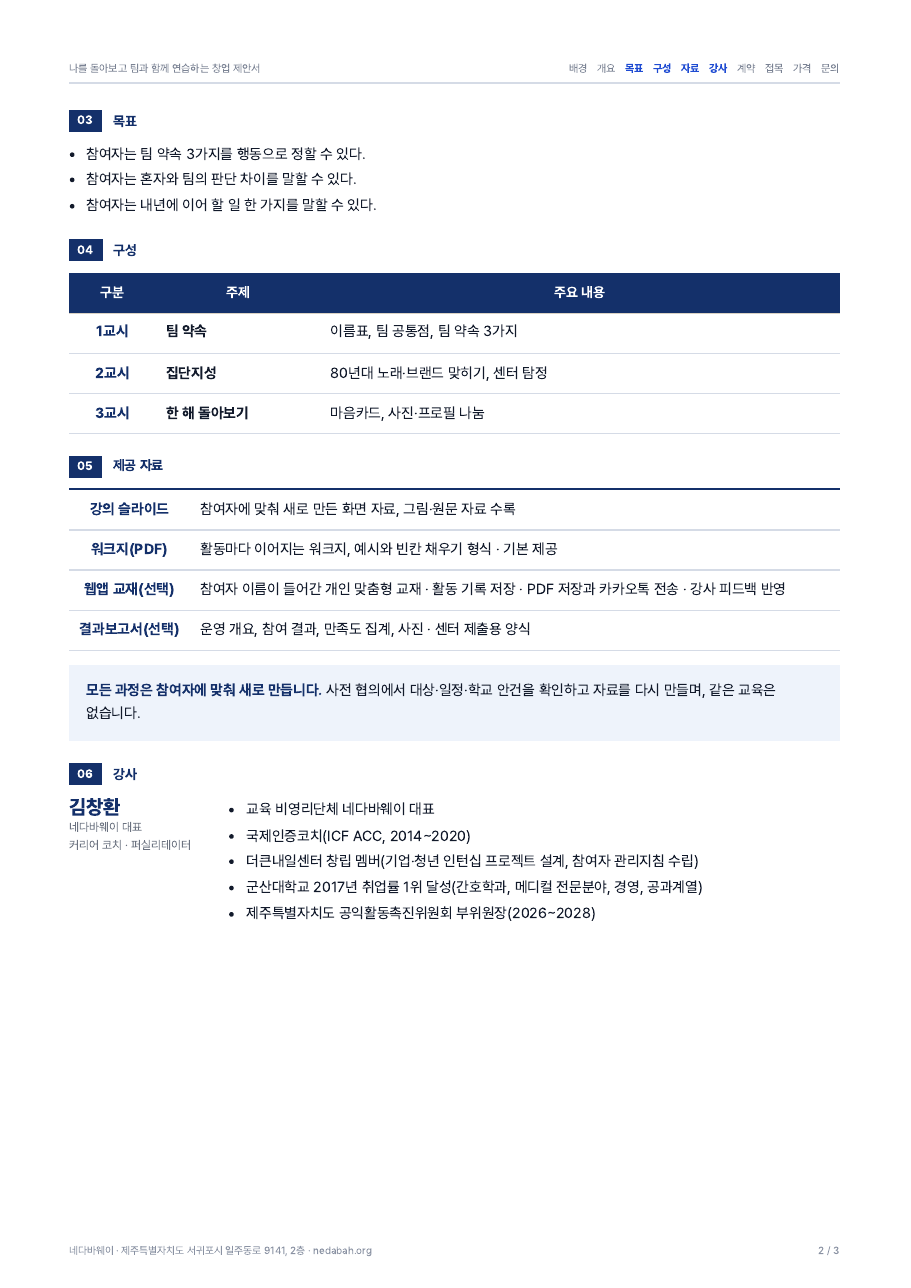 나를 돌아보고 팀과 함께 연습하는 창업 제안서
배경 개요 목표 구성 자료 강사 계약 접목 가격 문의
03 목표
• 참여자는 팀 약속 3가지를 행동으로 정할 수 있다.
• 참여자는 혼자와 팀의 판단 차이를 말할 수 있다.
• 참여자는 내년에 이어 할 일 한 가지를 말할 수 있다.
04 구성
구분 주제 주요 내용
1교시 팀 약속 이름표, 팀 공통점, 팀 약속 3가지
2교시 집단지성 80년대 노래·브랜드 맞히기, 센터 탐정
3교시 한 해 돌아보기 마음카드, 사진·프로필 나눔
05 제공 자료
강의 슬라이드 참여자에 맞춰 새로 만든 화면 자료, 그림·원문 자료 수록
워크지(PDF) 활동마다 이어지는 워크지, 예시와 빈칸 채우기 형식 · 기본 제공
웹앱 교재(선택) 참여자 이름이 들어간 개인 맞춤형 교재 · 활동 기록 저장 · PDF 저장과 카카오톡 전송 · 강사 피드백 반영
결과보고서(선택) 운영 개요, 참여 결과, 만족도 집계, 사진 · 센터 제출용 양식
모든 과정은 참여자에 맞춰 새로 만듭니다. 사전 협의에서 대상·일정·학교 안건을 확인하고 자료를 다시 만들며, 같은 교육은
없습니다.
06 강사
김창환
네다바웨이 대표
커리어 코치 · 퍼실리테이터
• 교육 비영리단체 네다바웨이 대표
• 국제인증코치(ICF ACC, 2014~2020)
• 더큰내일센터 창립 멤버(기업·청년 인턴십 프로젝트 설계, 참여자 관리지침 수립)
• 군산대학교 2017년 취업률 1위 달성(간호학과, 메디컬 전문분야, 경영, 공과계열)
• 제주특별자치도 공익활동촉진위원회 부위원장(2026~2028)
네다바웨이 · 제주특별자치도 서귀포시 일주동로 9141, 2층 · nedabah.org
2 / 3